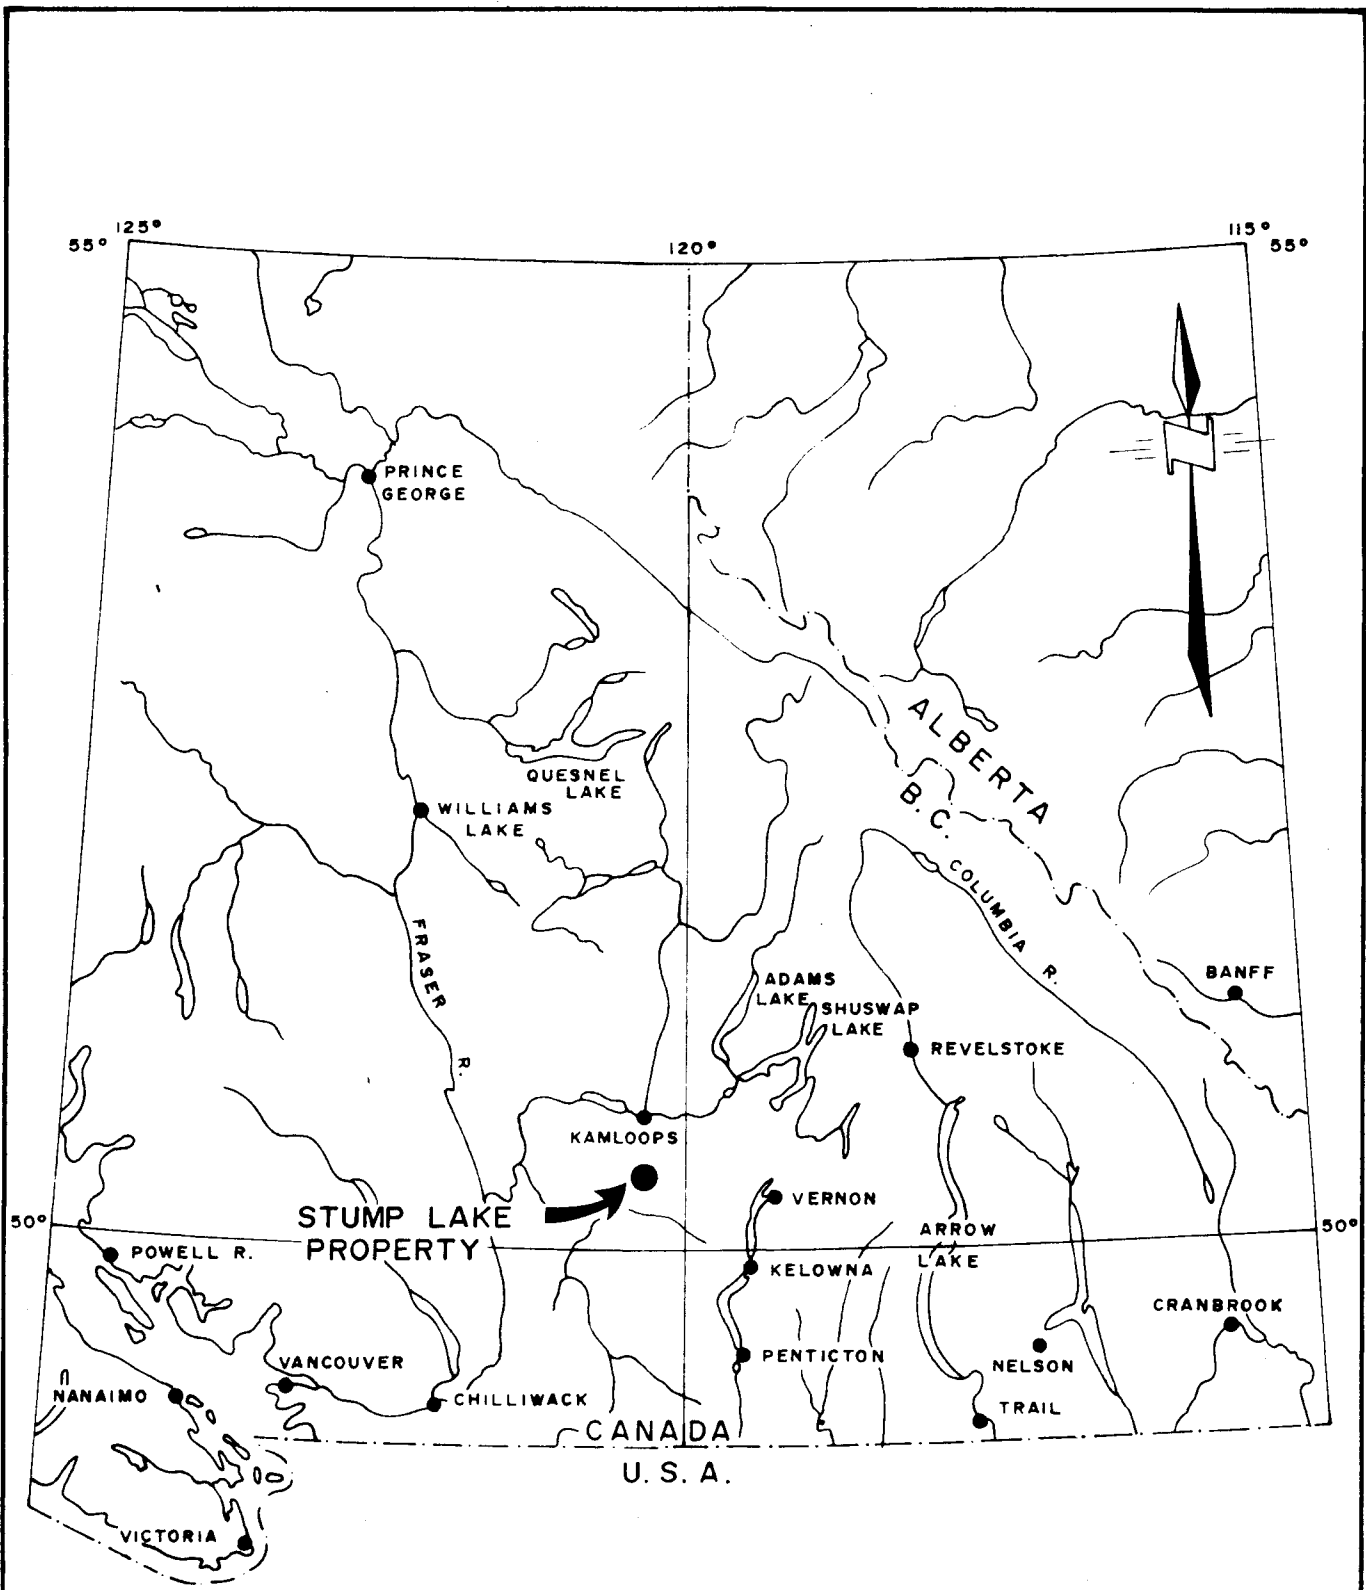 125°
55°
120°
115°
55°
PRINCE
GEORGE
ALBERTA
B.C.
QUESNEL
LAKE
WILLIAMS
LAKE
COLUMBIA R.
FRASER R.
BANFF
ADAMS
LAKE
SHUSWAP
LAKE
REVELSTOKE
KAMLOOPS
VERNON
STUMP LAKE
PROPERTY
50°
50°
ARROW
LAKE
POWELL R.
KELOWNA
CRANBROOK
VANCOUVER
PENTICTON
NELSON
NANAIMO
CHILLIWACK
TRAIL
CANADA
U.S.A.
VICTORIA